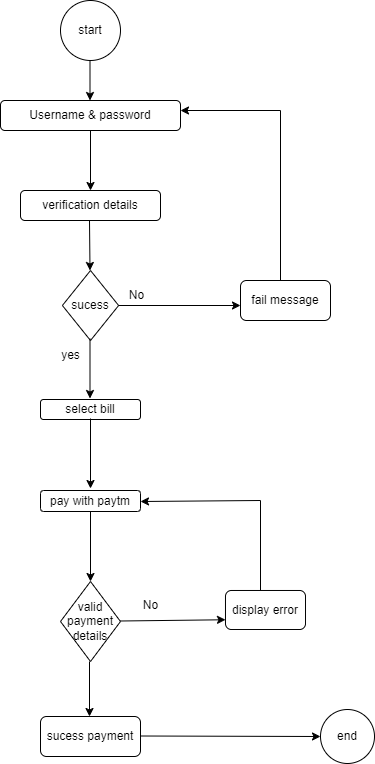 start
Username & password
verification details
sucess
No
fail message
yes
select bill
pay with paytm
valid
payment
details
No
display error
sucess payment
end